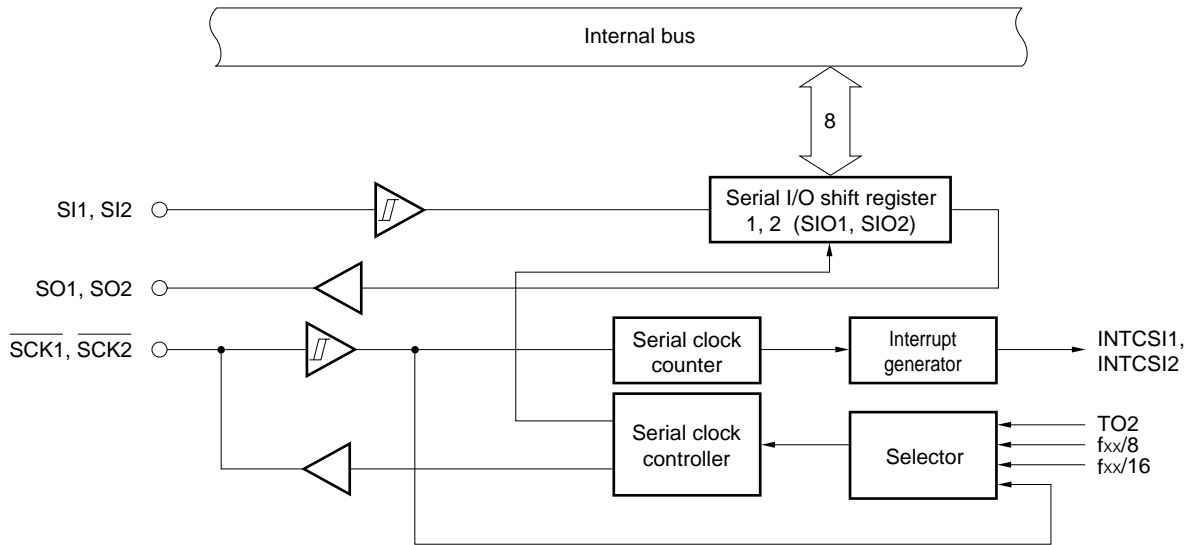 Internal bus
8
SI1, SI2
Serial I/O shift register
1, 2 (SIO1, SIO2)
SO1, SO2
SCK1, SCK2
Serial clock
counter
Interrupt
generator
INTCSI1,
INTCSI2
Serial clock
controller
Selector
TO2
fxx/8
fxx/16